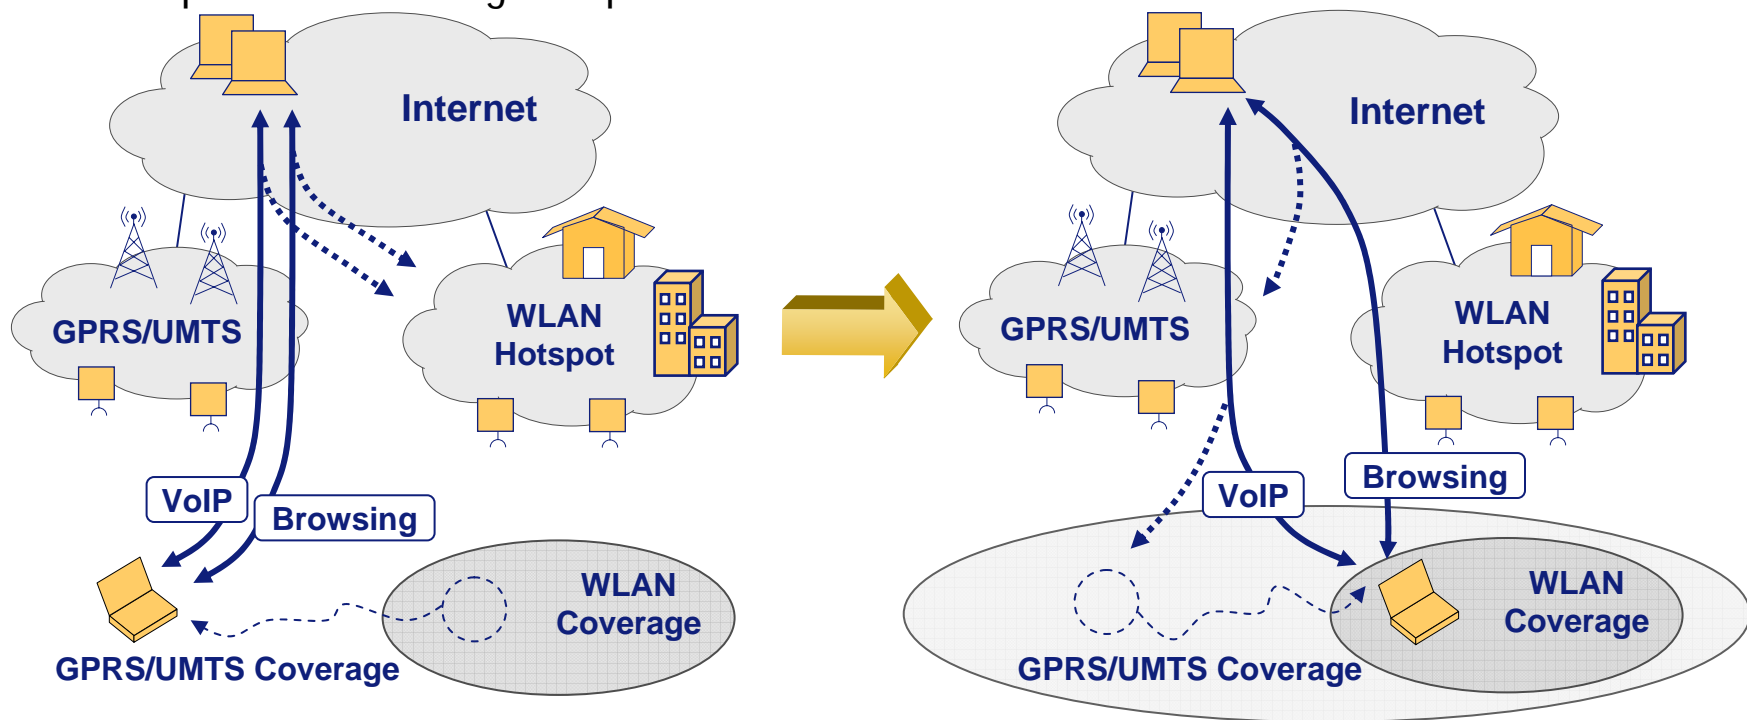 Internet
GPRS/UMTS
WLAN
Hotspot
VoIP
Browsing
WLAN
Coverage
GPRS/UMTS Coverage
Internet
GPRS/UMTS
WLAN
Hotspot
Browsing
VoIP
WLAN
Coverage
GPRS/UMTS Coverage